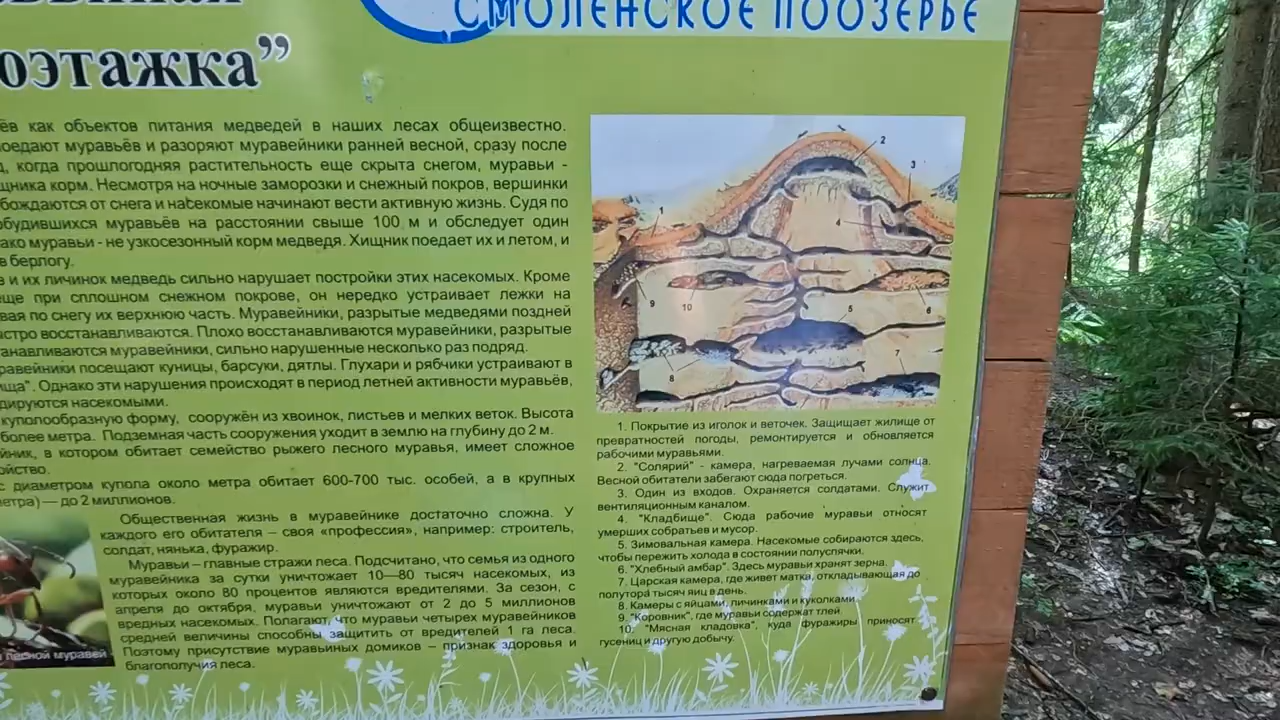 СМОЛЕНСКОЕ ПООЗЕРЬЕ
оэтажка”
ёв как объектов питания медведей в наших лесах общеизвестно.
оедают муравьёв и разоряют муравейники ранней весной, сразу после
д, когда прошлогодняя растительность еще скрыта снегом, муравьи -
щника корм. Несмотря на ночные заморозки и снежный покров, вершинки
бождаются от снега и насекомые начинают вести активную жизнь. Судя по
обудившихся муравьёв на расстоянии свыше 100 м и обследует один
ако муравьи - не узкосезонный корм медведя. Хищник поедает их и летом, и
в берлогу.
в и их личинок медведь сильно нарушает постройки этих насекомых. Кроме
еще при сплошном снежном покрове, он нередко устраивает лежки на
вая по снегу их верхнюю часть. Муравейники, разрытые медведями поздней
стро восстанавливаются. Плохо восстанавливаются муравейники, разрытые
анавливаются муравейники, сильно нарушенные несколько раз подряд.
равейники посещают куницы, барсуки, дятлы. Глухари и рябчики устраивают в
ища". Однако эти нарушения происходят в период летней активности муравьёв,
дируются насекомыми.
куполообразную форму, сооружён из хвоинок, листьев и мелких веток. Высота
более метра. Подземная часть сооружения уходит в землю на глубину до 2 м.
йник, в котором обитает семейство рыжего лесного муравья, имеет сложное
ойство.
с диаметром купола около метра обитает 600-700 тыс. особей, а в крупных
етра) — до 2 миллионов.
Общественная жизнь в муравейнике достаточно сложна. У
каждого его обитателя – своя «профессия», например: строитель,
солдат, нянька, фуражир.
Муравьи – главные стражи леса. Подсчитано, что семья из одного
муравейника за сутки уничтожает 10—80 тысяч насекомых, из
которых около 80 процентов являются вредителями. За сезон, с
апреля до октября, муравьи уничтожают от 2 до 5 миллионов
вредных насекомых. Полагают, что муравьи четырех муравейников
средней величины способны защитить от вредителей 1 га леса.
Поэтому присутствие муравьиных домиков – признак здоровья и
благополучия леса.
лесной муравей
1
2
3
4
5
6
7
8
9
10
1. Покрытие из иголок и веточек. Защищает жилище от
превратностей погоды, ремонтируется и обновляется
рабочими муравьями.
2. "Солярий" - камера, нагреваемая лучами солнца.
Весной обитатели забегают сюда погреться.
3. Один из входов. Охраняется солдатами. Служит
вентиляционным каналом.
4. "Кладбище". Сюда рабочие муравьи относят
умерших собратьев и мусор.
5. Зимовальная камера. Насекомые собираются здесь,
чтобы пережить холода в состоянии полуспячки.
6. "Хлебный амбар". Здесь муравьи хранят зерна.
7. Царская камера, где живет матка, откладывающая до
полутора тысяч яиц в день.
8. Камеры с яйцами, личинками и куколками.
9. "Коровник", где муравьи содержат тлей.
10. "Мясная кладовка", куда фуражиры приносят
гусениц и другую добычу.